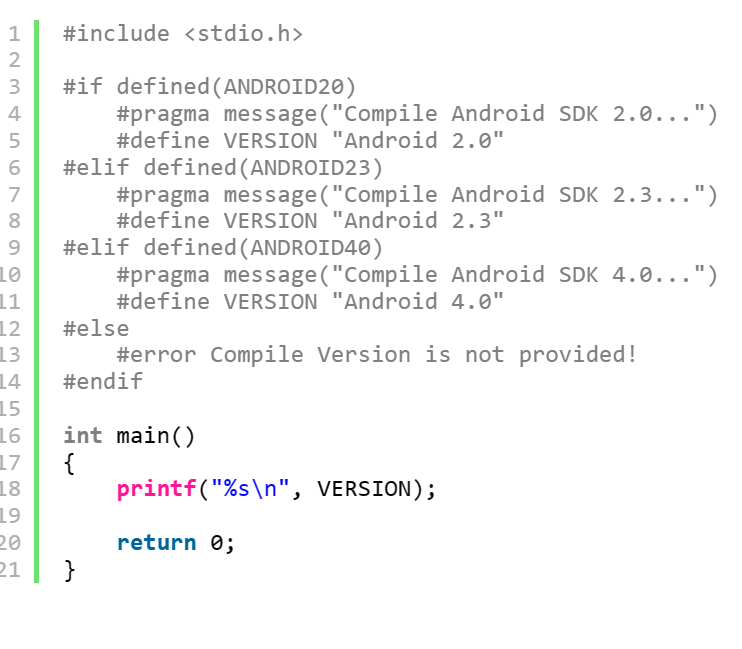 1 #include <stdio.h>
2
3 #if defined(ANDROID20)
4     #pragma message("Compile Android SDK 2.0...")
5     #define VERSION "Android 2.0"
6 #elif defined(ANDROID23)
7     #pragma message("Compile Android SDK 2.3...")
8     #define VERSION "Android 2.3"
9 #elif defined(ANDROID40)
10     #pragma message("Compile Android SDK 4.0...")
11     #define VERSION "Android 4.0"
12 #else
13     #error Compile Version is not provided!
14 #endif
15
16 int main()
17 {
18     printf("%s\n", VERSION);
19
20     return 0;
21 }